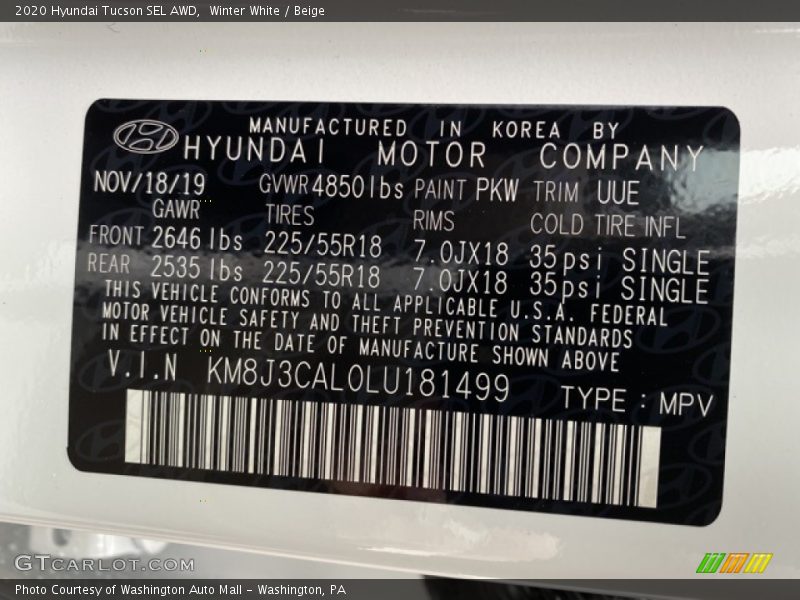 2020 Hyundai Tucson SEL AWD, Winter White / Beige
MANUFACTURED IN KOREA BY
HYUNDAI MOTOR COMPANY
NOV/18/19 GVWR 4850lbs PAINT PKW TRIM UUE
GAWR TIRES RIMS COLD TIRE INFL
FRONT 2646 lbs 225/55R18 7.0JX18 35psi SINGLE
REAR 2535 lbs 225/55R18 7.0JX18 35psi SINGLE
THIS VEHICLE CONFORMS TO ALL APPLICABLE U.S.A. FEDERAL
MOTOR VEHICLE SAFETY AND THEFT PREVENTION STANDARDS
IN EFFECT ON THE DATE OF MANUFACTURE SHOWN ABOVE
V.I.N KM8J3CAL0LU181499 TYPE : MPV
GTCARLOT.COM
Photo Courtesy of Washington Auto Mall - Washington, PA